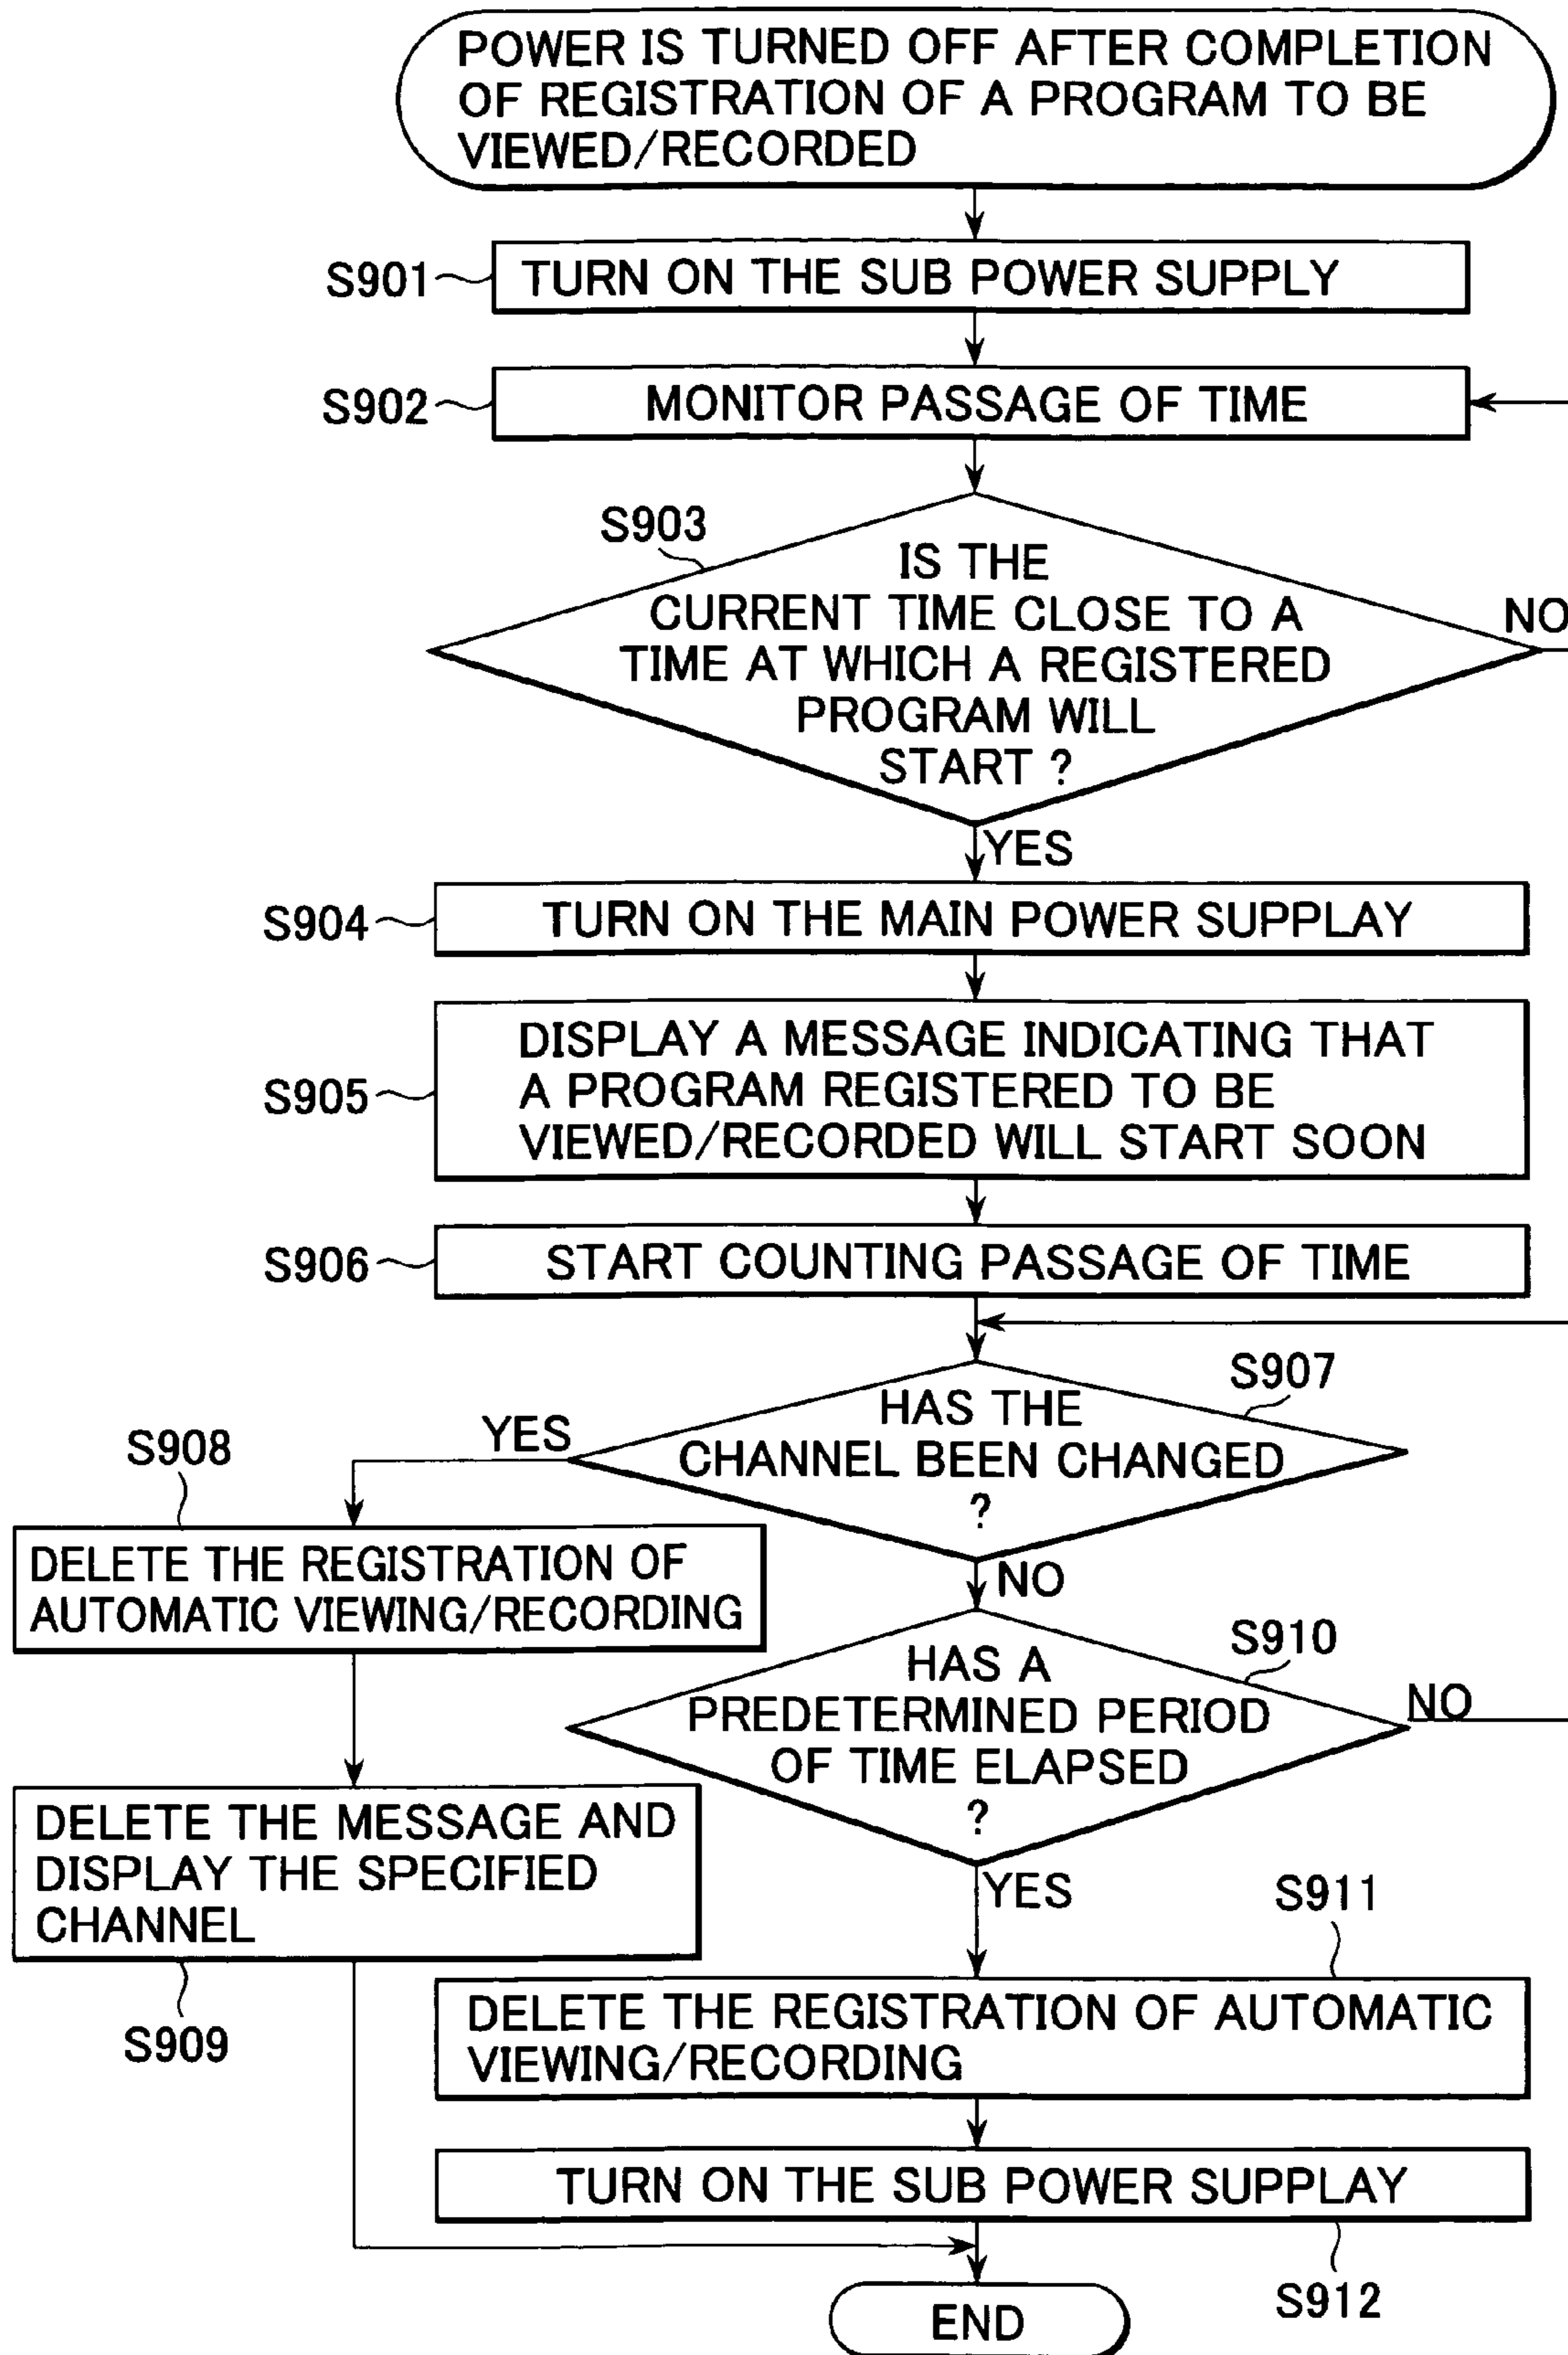 POWER IS TURNED OFF AFTER COMPLETION
OF REGISTRATION OF A PROGRAM TO BE
VIEWED/RECORDED
S901
TURN ON THE SUB POWER SUPPLY
S902
MONITOR PASSAGE OF TIME
S903
IS THE
CURRENT TIME CLOSE TO A
TIME AT WHICH A REGISTERED
PROGRAM WILL
START ?
NO
YES
S904
TURN ON THE MAIN POWER SUPPLAY
S905
DISPLAY A MESSAGE INDICATING THAT
A PROGRAM REGISTERED TO BE
VIEWED/RECORDED WILL START SOON
S906
START COUNTING PASSAGE OF TIME
S907
HAS THE
CHANNEL BEEN CHANGED
?
YES
NO
S908
DELETE THE REGISTRATION OF
AUTOMATIC VIEWING/RECORDING
S910
HAS A
PREDETERMINED PERIOD
OF TIME ELAPSED
?
NO
YES
DELETE THE MESSAGE AND
DISPLAY THE SPECIFIED
CHANNEL
S909
S911
DELETE THE REGISTRATION OF AUTOMATIC
VIEWING/RECORDING
TURN ON THE SUB POWER SUPPLAY
S912
END